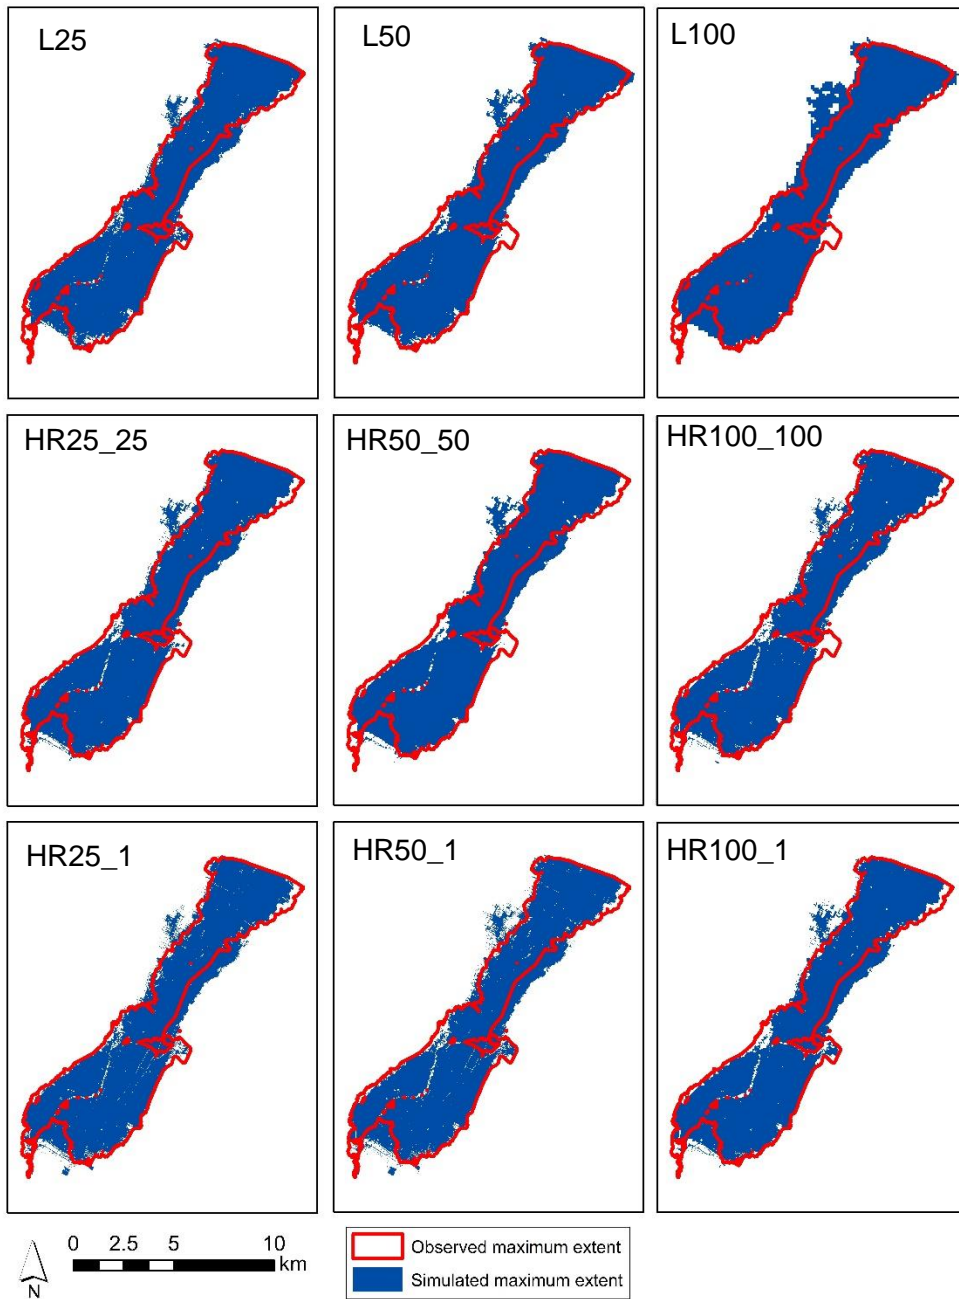 L25
L50
L100
HR25_25
HR50_50
HR100_100
HR25_1
HR50_1
HR100_1
0 2.5 5 10
km
N
Observed maximum extent
Simulated maximum extent